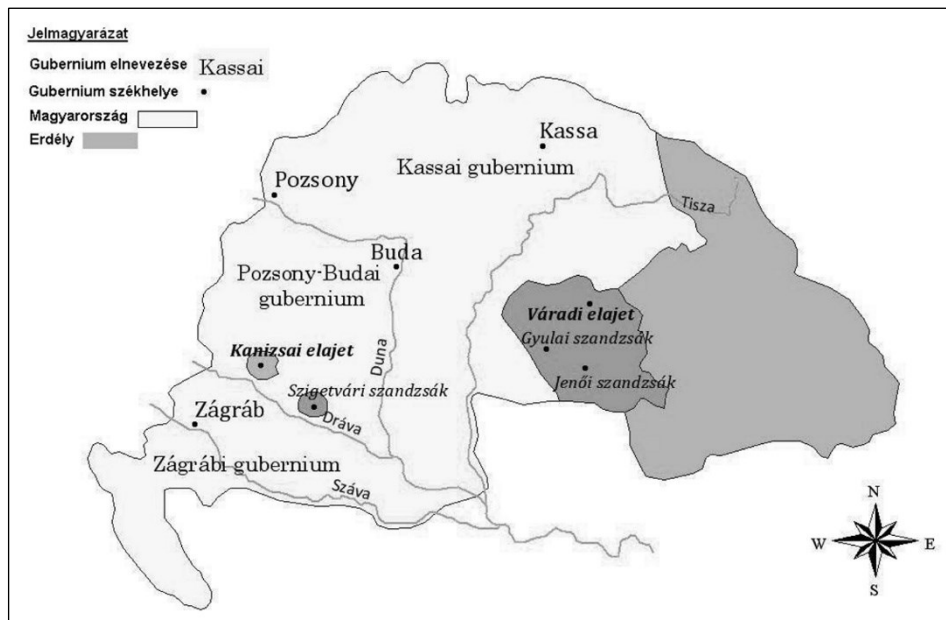 Jelmagyarázat
Gubernium elnevezése Kassai
Gubernium székhelye
Magyarország
Erdély
Kassa
Kassai gubernium
Pozsony
Tisza
Buda
Pozsony-Budai
gubernium
Váradi elajet
Gyulai szandzsák
Jenői szandzsák
Kanizsai elajet
Duna
Szigetvári szandzsák
Zágráb
Dráva
Zágrábi gubernium
Száva
N
W E
S